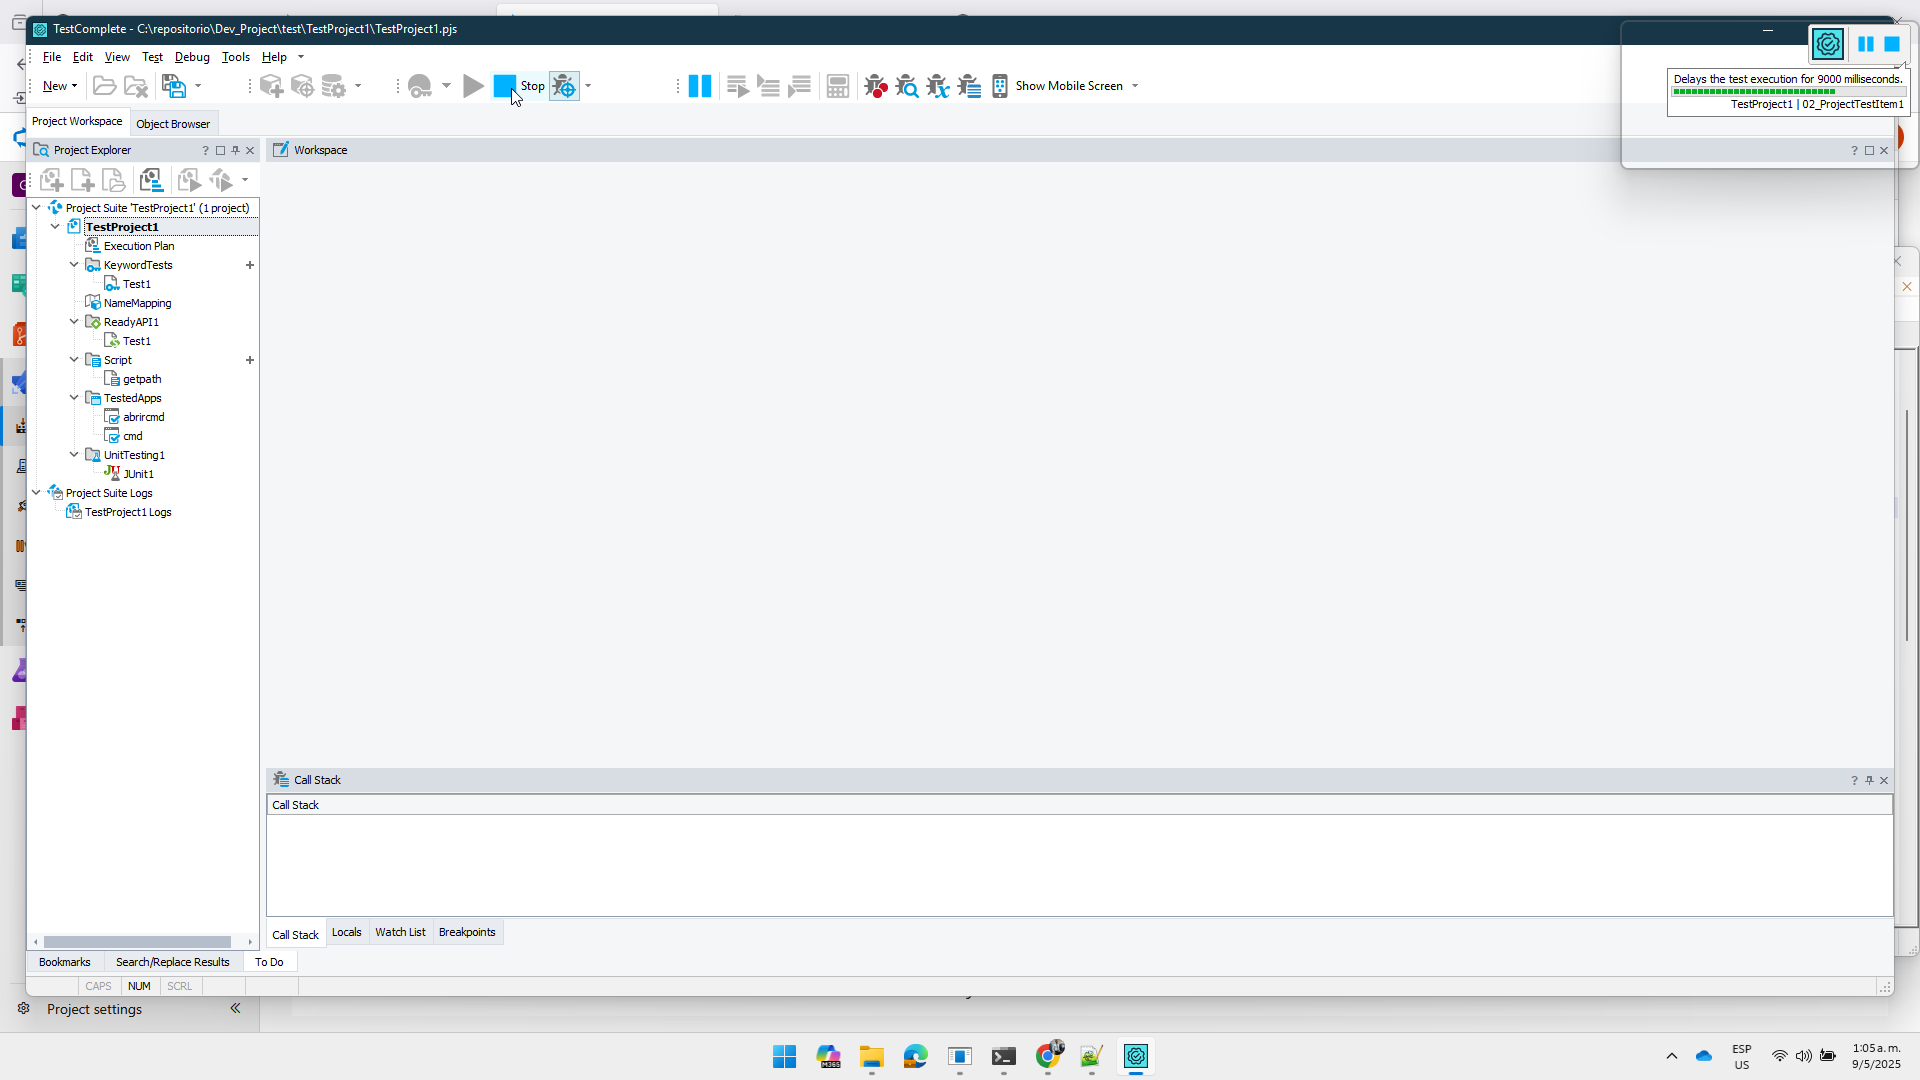 TestComplete - C:\repositorio\Dev_Project\test\TestProject1\TestProject1.pjs
File Edit View Test Debug Tools Help
New
Stop
Show Mobile Screen
Delays the test execution for 9000 milliseconds.
TestProject1 | 02_ProjectTestItem1
Project Workspace
Object Browser
Project Explorer
Workspace
Project Suite 'TestProject1' (1 project)
TestProject1
Execution Plan
KeywordTests
Test1
NameMapping
ReadyAPI1
Test1
Script
getpath
TestedApps
abrircmd
cmd
UnitTesting1
JUnit1
Project Suite Logs
TestProject1 Logs
Call Stack
Call Stack
Call Stack Locals Watch List Breakpoints
Bookmarks Search/Replace Results To Do
CAPS NUM SCRL
Project settings
M365
ESP
US
1:05 a. m.
9/5/2025